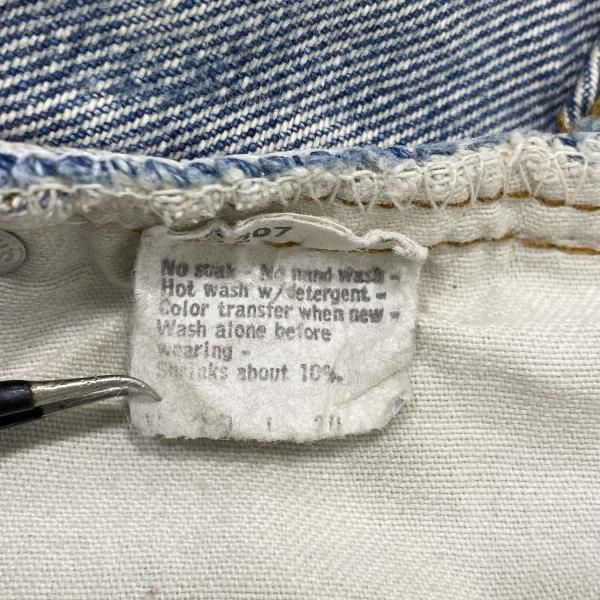 207
No soak - No hand wash -
Hot wash w/detergent -
Color transfer when new -
Wash alone before
wearing -
Shrinks about 10%.